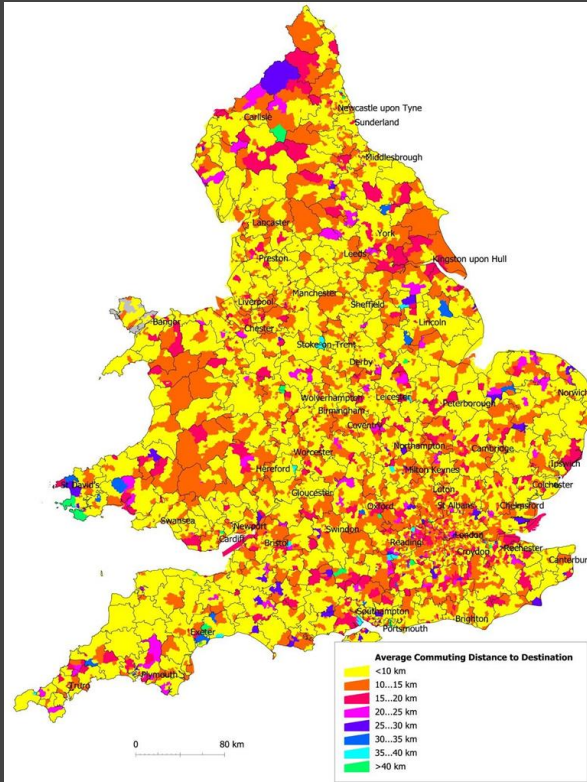 Newcastle upon Tyne
Carlisle
Sunderland
Middlesbrough
Lancaster
York
Preston
Leeds
Kingston upon Hull
Manchester
Liverpool
Sheffield
Bangor
Lincoln
Chester
Stoke-on-Trent
Derby
Norwich
Wolverhampton
Leicester
Peterborough
Birmingham
Coventry
Northampton
Cambridge
Worcester
Ipswich
Hereford
Milton Keynes
St David's
Colchester
Gloucester
Luton
Oxford
St Albans
Chelmsford
Swansea
Newport
Swindon
London
Cardiff
Bristol
Reading
Rochester
Croydon
Canterbur
Southampton
Brighton
Exeter
Portsmouth
Plymouth
Truro
0 80 km
Average Commuting Distance to Destination
<10 km
10...15 km
15...20 km
20...25 km
25...30 km
30...35 km
35...40 km
>40 km